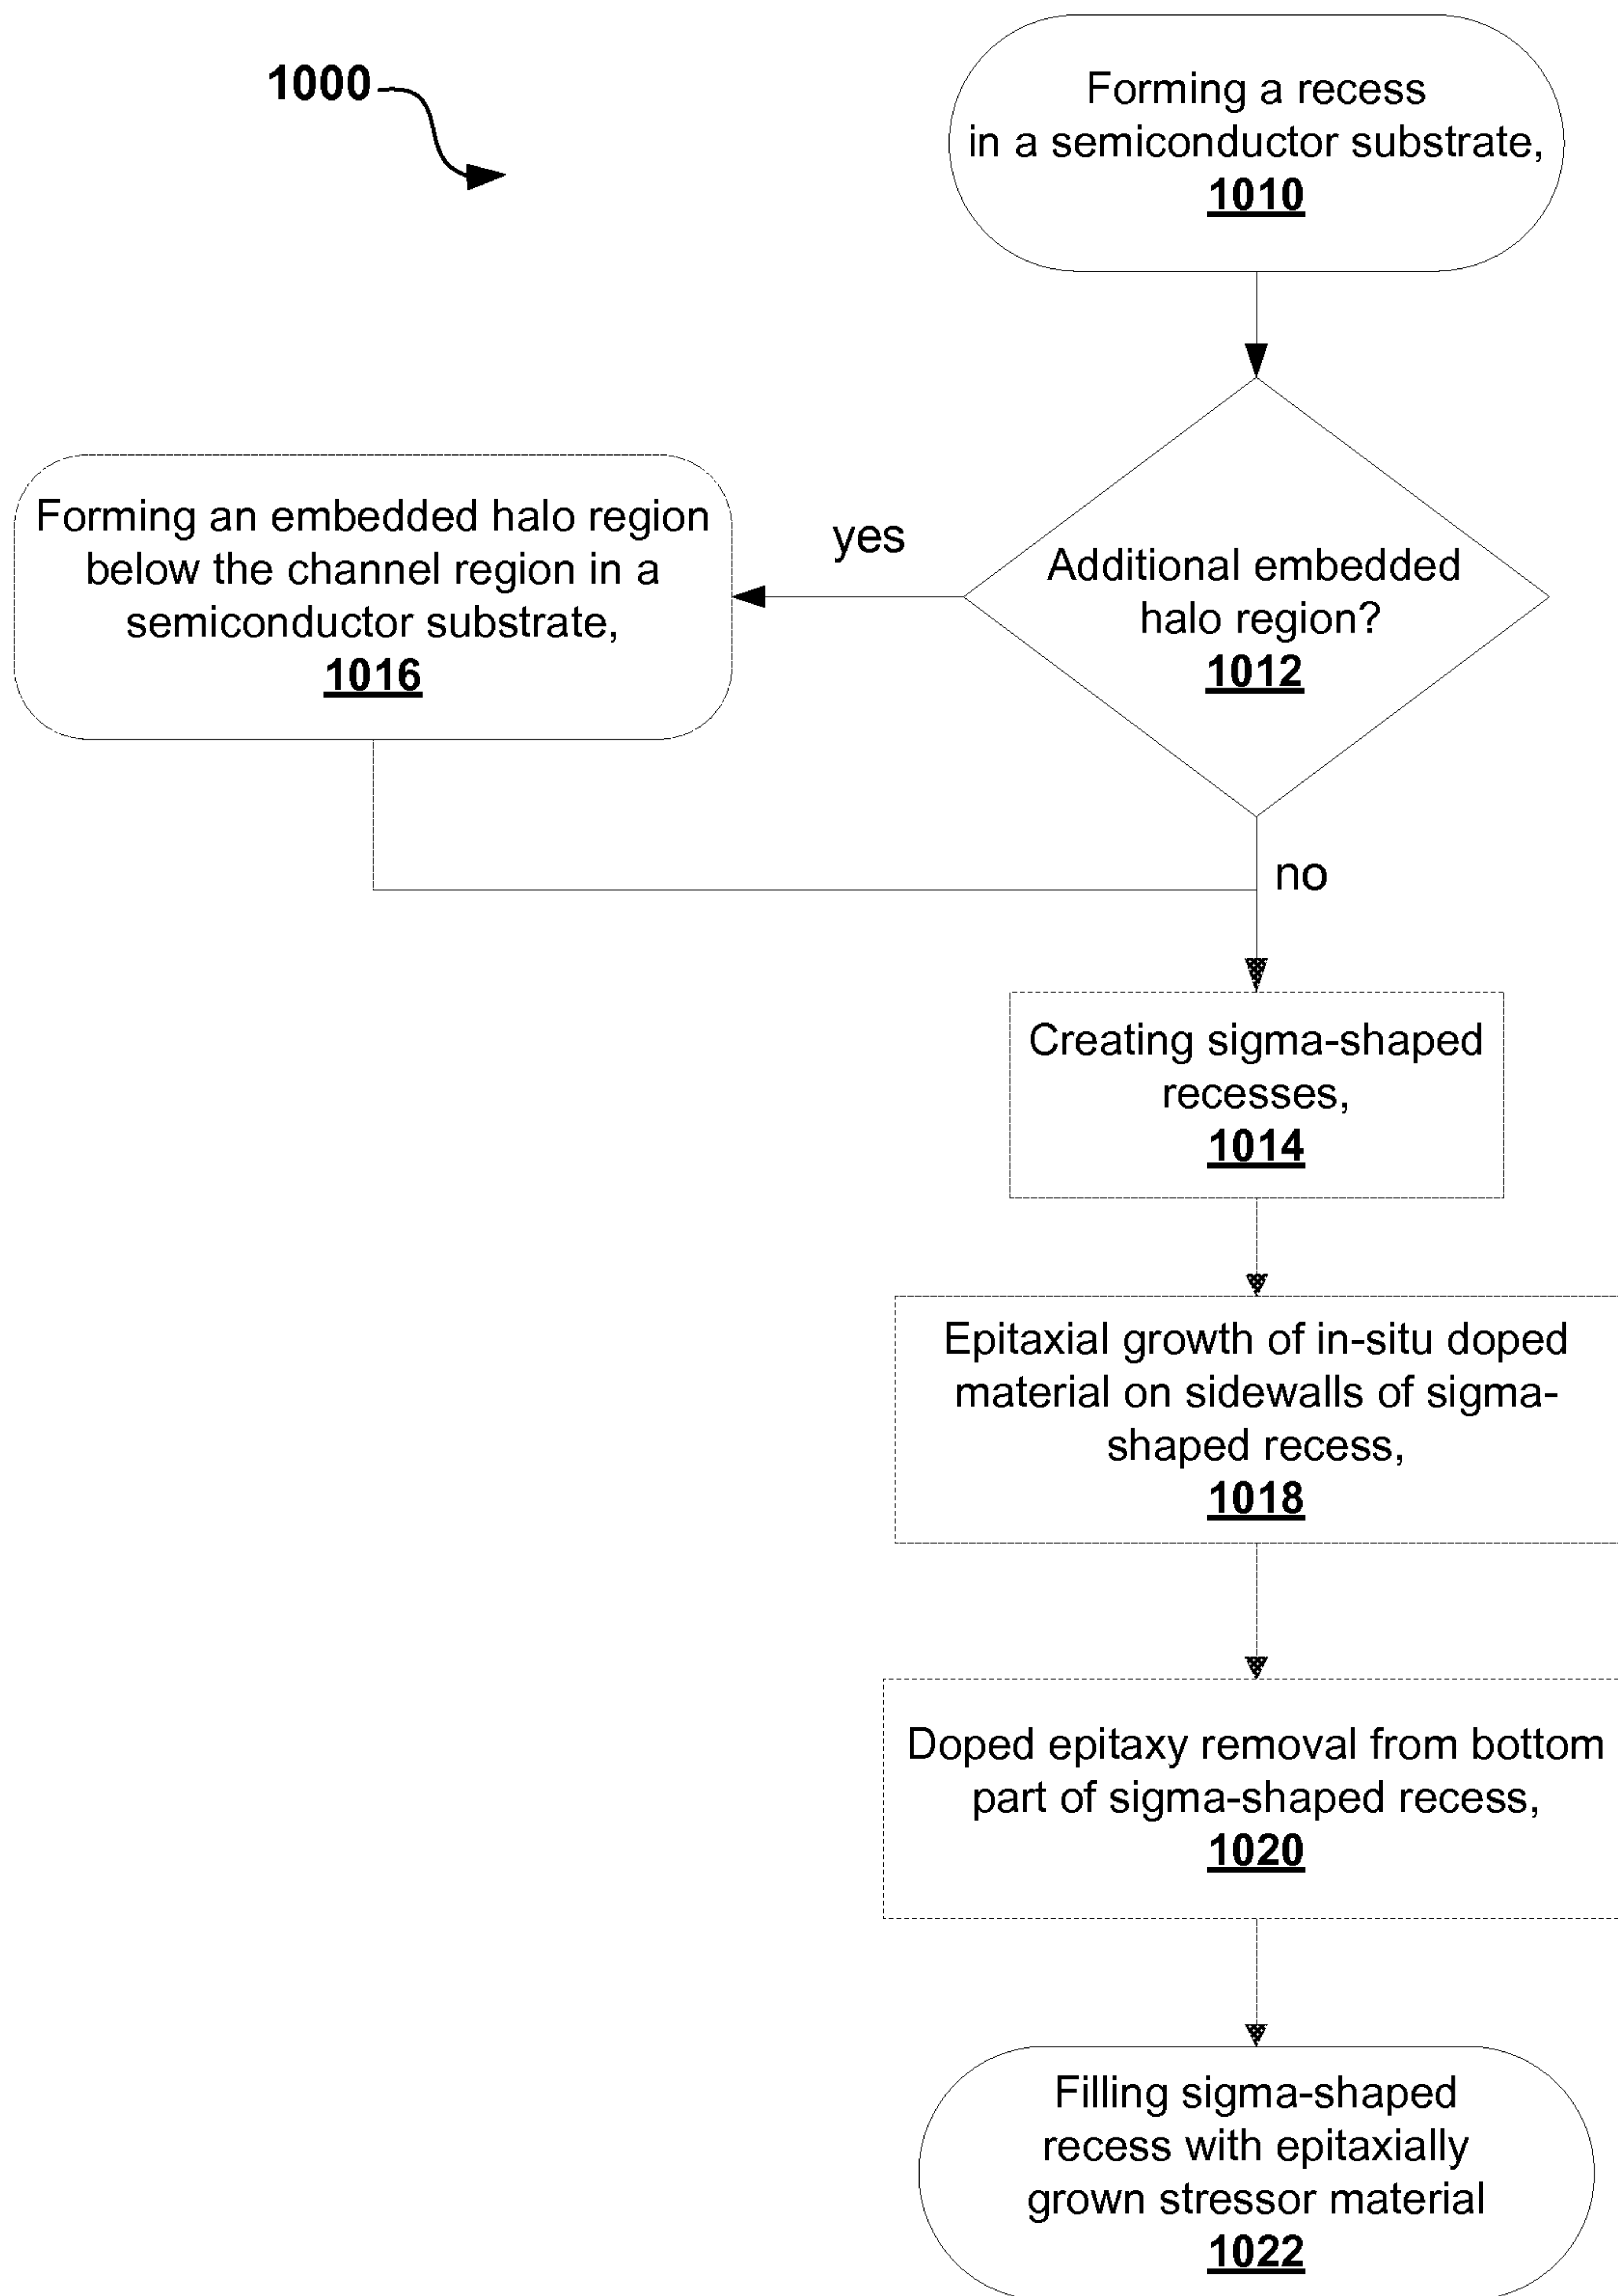 1000
Forming a recess
in a semiconductor substrate,
1010
Forming an embedded halo region
below the channel region in a
semiconductor substrate,
1016
yes
Additional embedded
halo region?
1012
no
Creating sigma-shaped
recesses,
1014
Epitaxial growth of in-situ doped
material on sidewalls of sigma-
shaped recess,
1018
Doped epitaxy removal from bottom
part of sigma-shaped recess,
1020
Filling sigma-shaped
recess with epitaxially
grown stressor material
1022